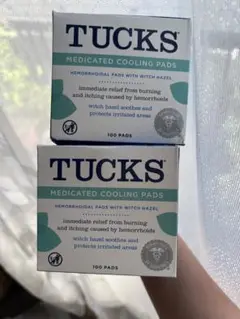 TUCKS
MEDICATED COOLING PADS
HEMORRHOIDAL PADS WITH WITCH HAZEL
immediate relief from burning
and itching caused by hemorrhoids
witch hazel soothes and
protects irritated areas
100 PADS
TUCKS
MEDICATED COOLING PADS
HEMORRHOIDAL PADS WITH WITCH HAZEL
immediate relief from burning
and itching caused by hemorrhoids
witch hazel soothes and
protects irritated areas
100 PADS